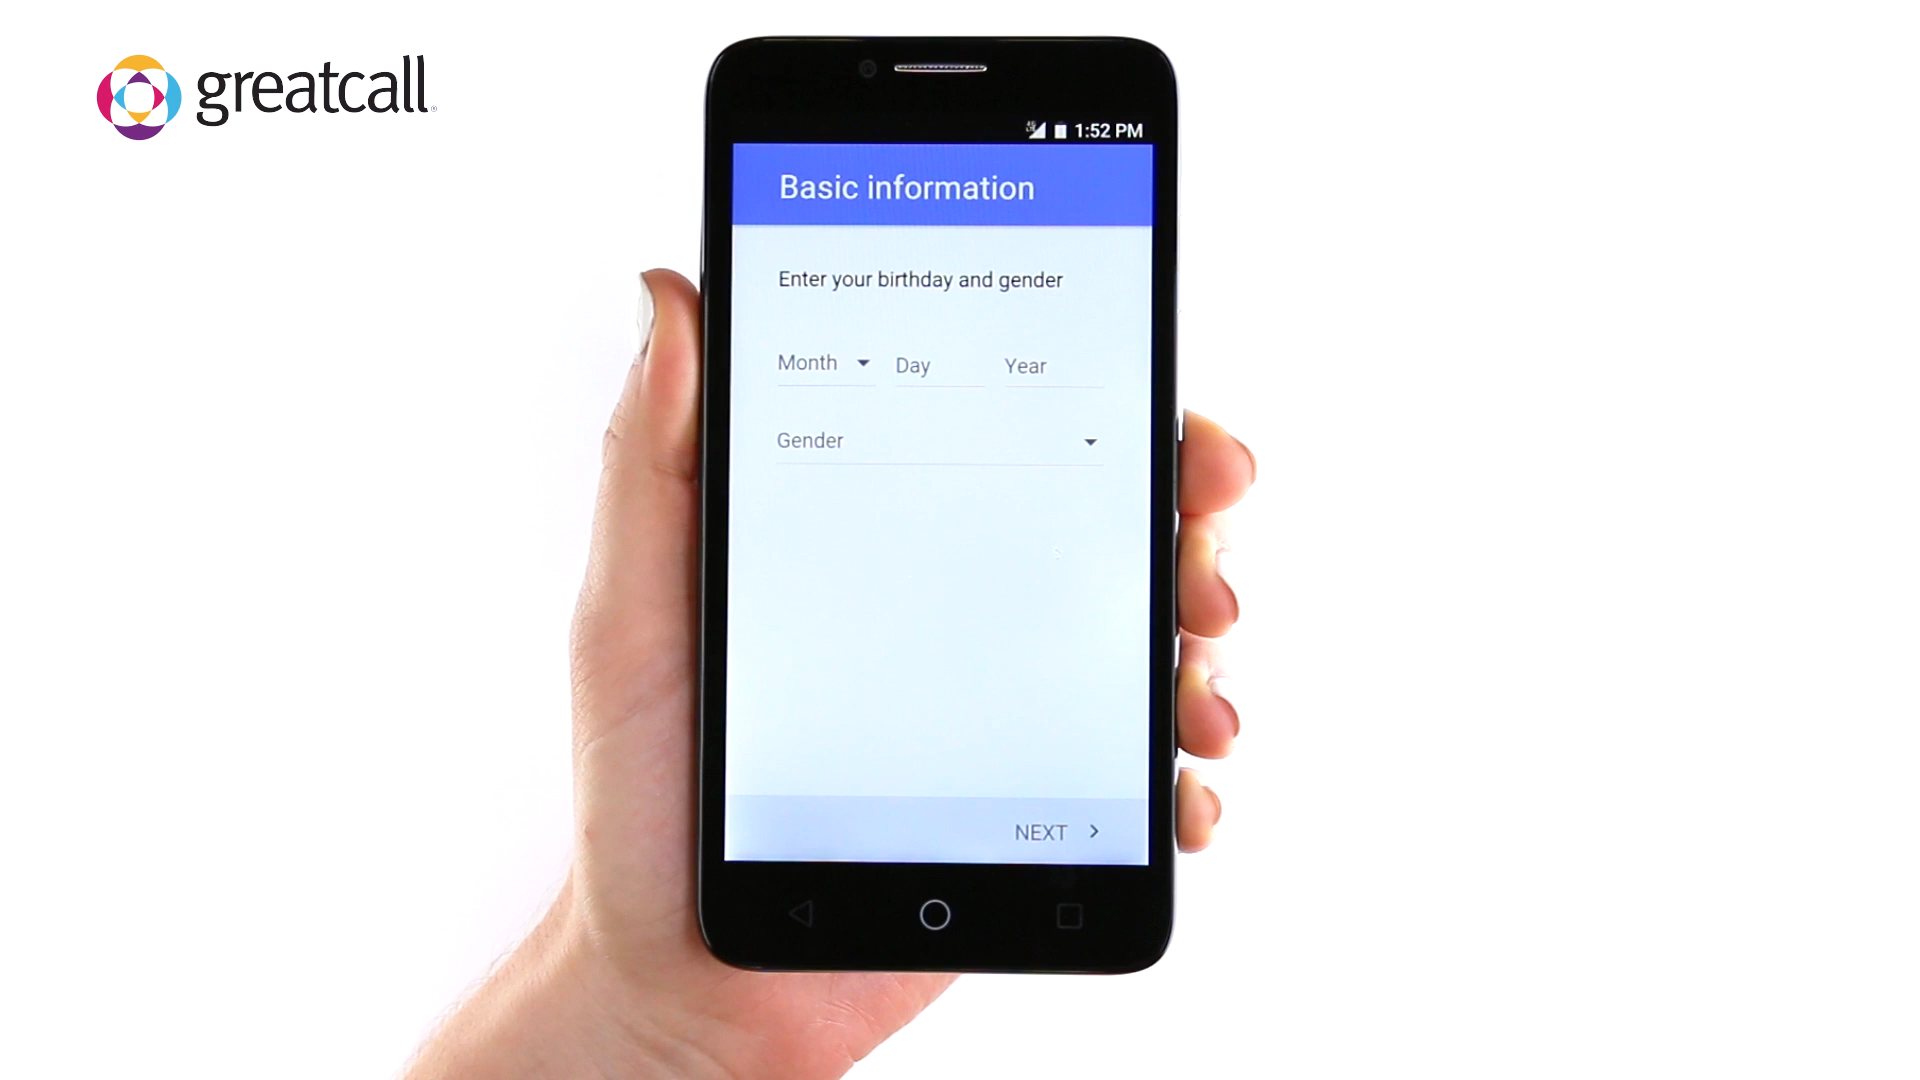 greatcall
1:52 PM
Basic information
Enter your birthday and gender
Month Day Year
Gender
NEXT